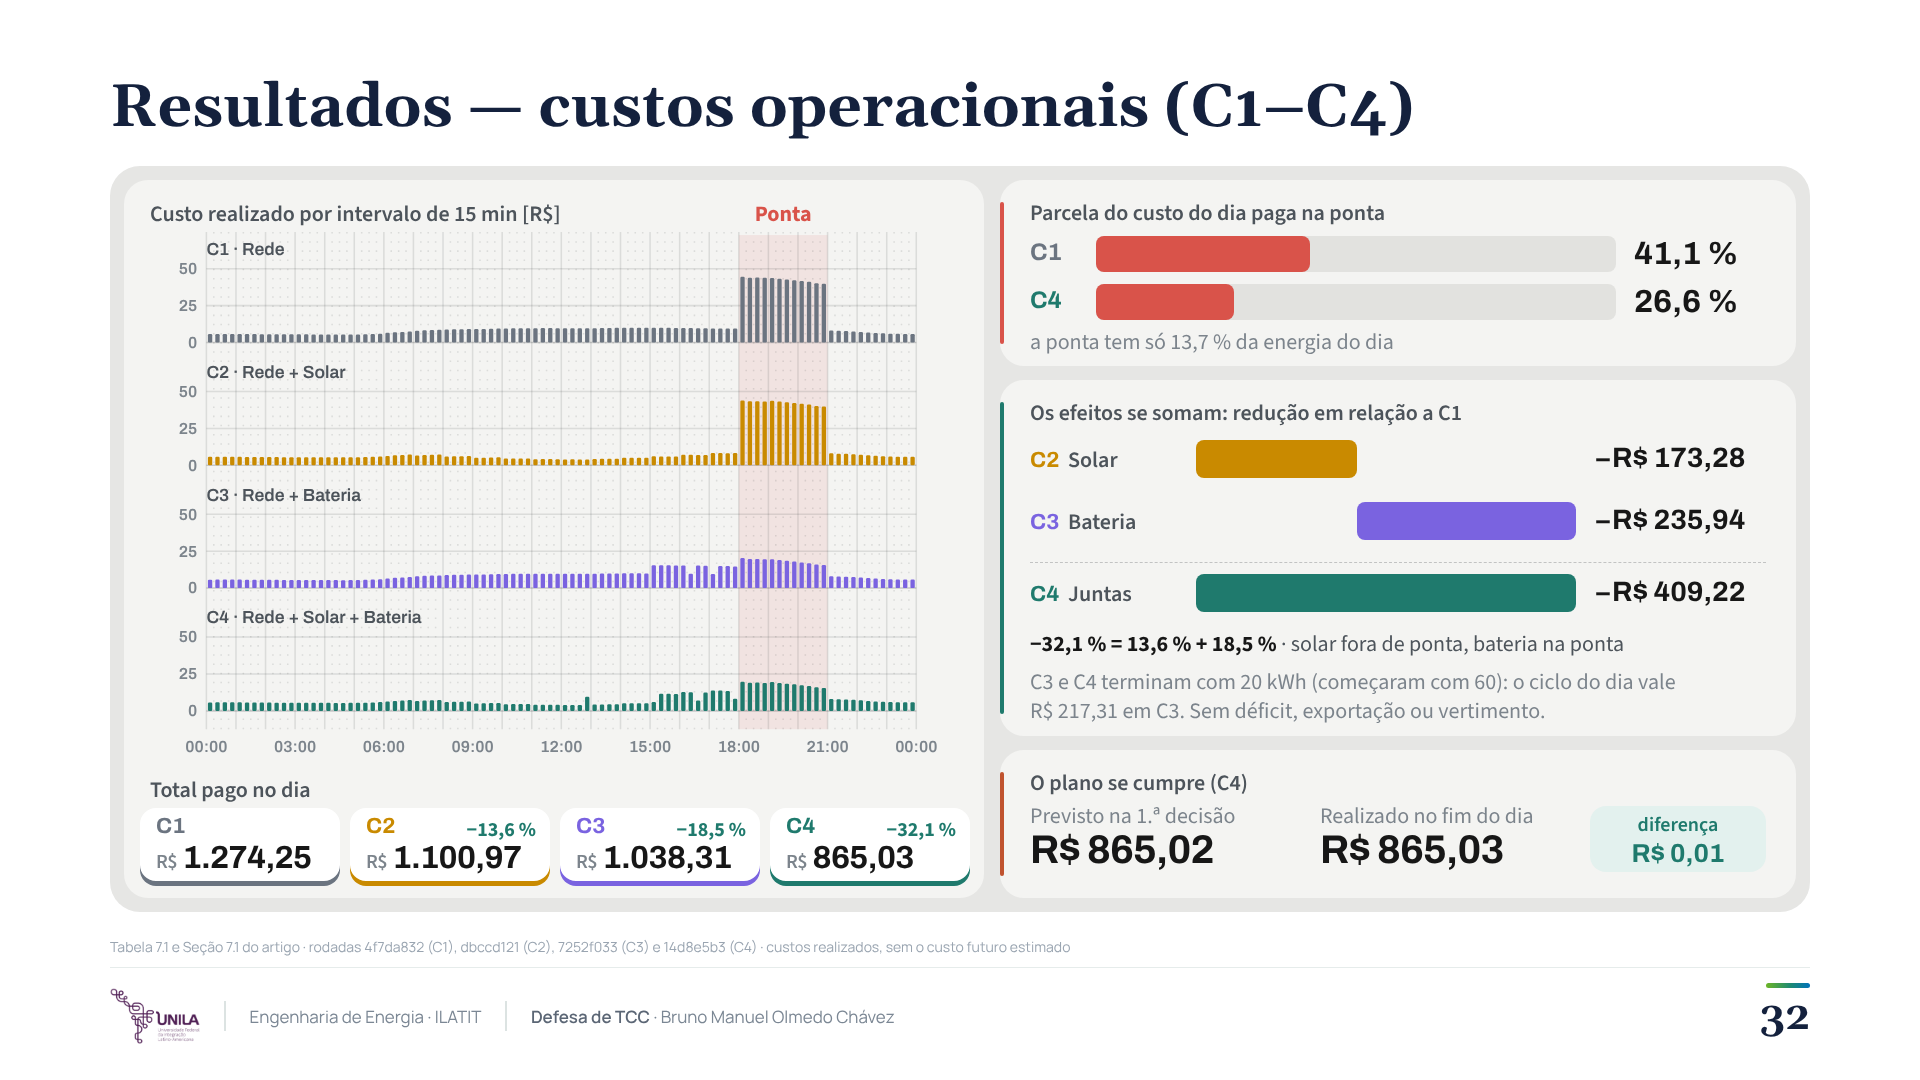 Resultados — custos operacionais (C1–C4)
Custo realizado por intervalo de 15 min [R$]
Ponta
C1 · Rede
50
25
0
C2 · Rede + Solar
50
25
0
C3 · Rede + Bateria
50
25
0
C4 · Rede + Solar + Bateria
50
25
0
00:00 03:00 06:00 09:00 12:00 15:00 18:00 21:00 00:00
Total pago no dia
C1
R$ 1.274,25
C2 −13,6 %
R$ 1.100,97
C3 −18,5 %
R$ 1.038,31
C4 −32,1 %
R$ 865,03
Parcela do custo do dia paga na ponta
C1 41,1 %
C4 26,6 %
a ponta tem só 13,7 % da energia do dia
Os efeitos se somam: redução em relação a C1
C2 Solar −R$ 173,28
C3 Bateria −R$ 235,94
C4 Juntas −R$ 409,22
−32,1 % = 13,6 % + 18,5 % · solar fora de ponta, bateria na ponta
C3 e C4 terminam com 20 kWh (começaram com 60): o ciclo do dia vale
R$ 217,31 em C3. Sem déficit, exportação ou vertimento.
O plano se cumpre (C4)
Previsto na 1.ª decisão
R$ 865,02
Realizado no fim do dia
R$ 865,03
diferença
R$ 0,01
Tabela 7.1 e Seção 7.1 do artigo · rodadas 4f7da832 (C1), dbccd121 (C2), 7252f033 (C3) e 14d8e5b3 (C4) · custos realizados, sem o custo futuro estimado
UNILA
Engenharia de Energia · ILATIT
Defesa de TCC · Bruno Manuel Olmedo Chávez
32